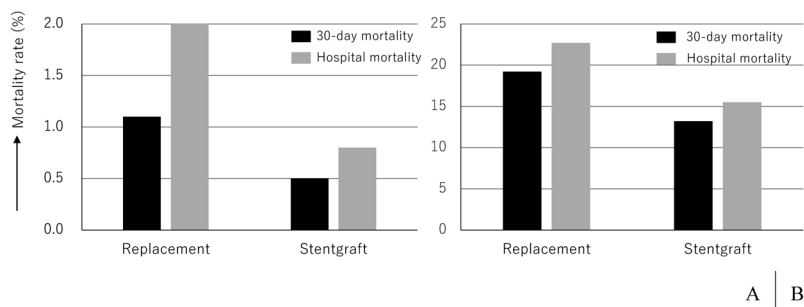 Mortality rate (%)
2.0
1.5
1.0
0.5
0.0
30-day mortality
Hospital mortality
Replacement
Stentgraft
25
20
15
10
5
0
30-day mortality
Hospital mortality
Replacement
Stentgraft
A
B